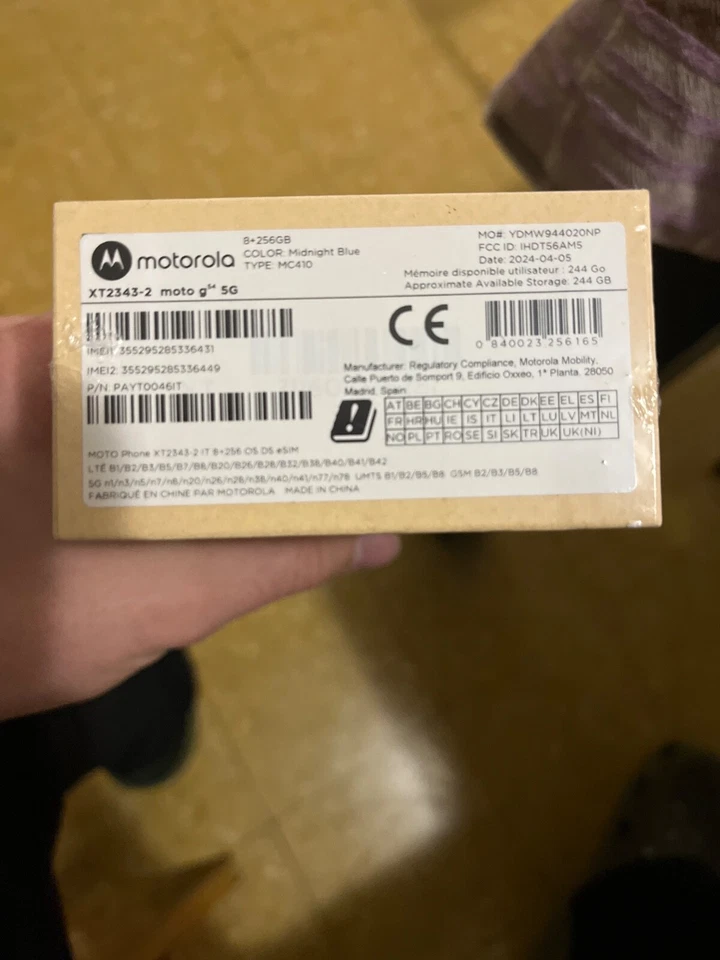 motorola
8+256GB
COLOR: Midnight Blue
TYPE: MC410
XT2343-2 moto g54 5G
MO#: YDMW944020NP
FCC ID: IHDT56AM5
Date: 2024-04-05
Mémoire disponible utilisateur : 244 Go
Approximate Available Storage: 244 GB
IMEI1: 355295285336431
IMEI2: 355295285336449
P/N: PAYT0046IT
CE
0 840023 256165
Manufacturer: Regulatory Compliance, Motorola Mobility,
Calle Puerto de Somport 9, Edificio Oxxeo, 1ª Planta. 28050
Madrid, Spain
AT BE BG CH CY CZ DE DK EE EL ES FI
FR HR HU IE IS IT LI LT LU LV MT NL
NO PL PT RO SE SI SK TR UK UK(NI)
MOTO Phone XT2343-2 IT 8+256 OS DS eSIM
LTE B1/B2/B3/B5/B7/B8/B20/B26/B28/B32/B38/B40/B41/B42
5G n1/n3/n5/n7/n8/n20/n26/n28/n38/n40/n41/n77/n78 UMTS B1/B2/B5/B8 GSM B2/B3/B5/B8
FABRIQUÉ EN CHINE PAR MOTOROLA MADE IN CHINA